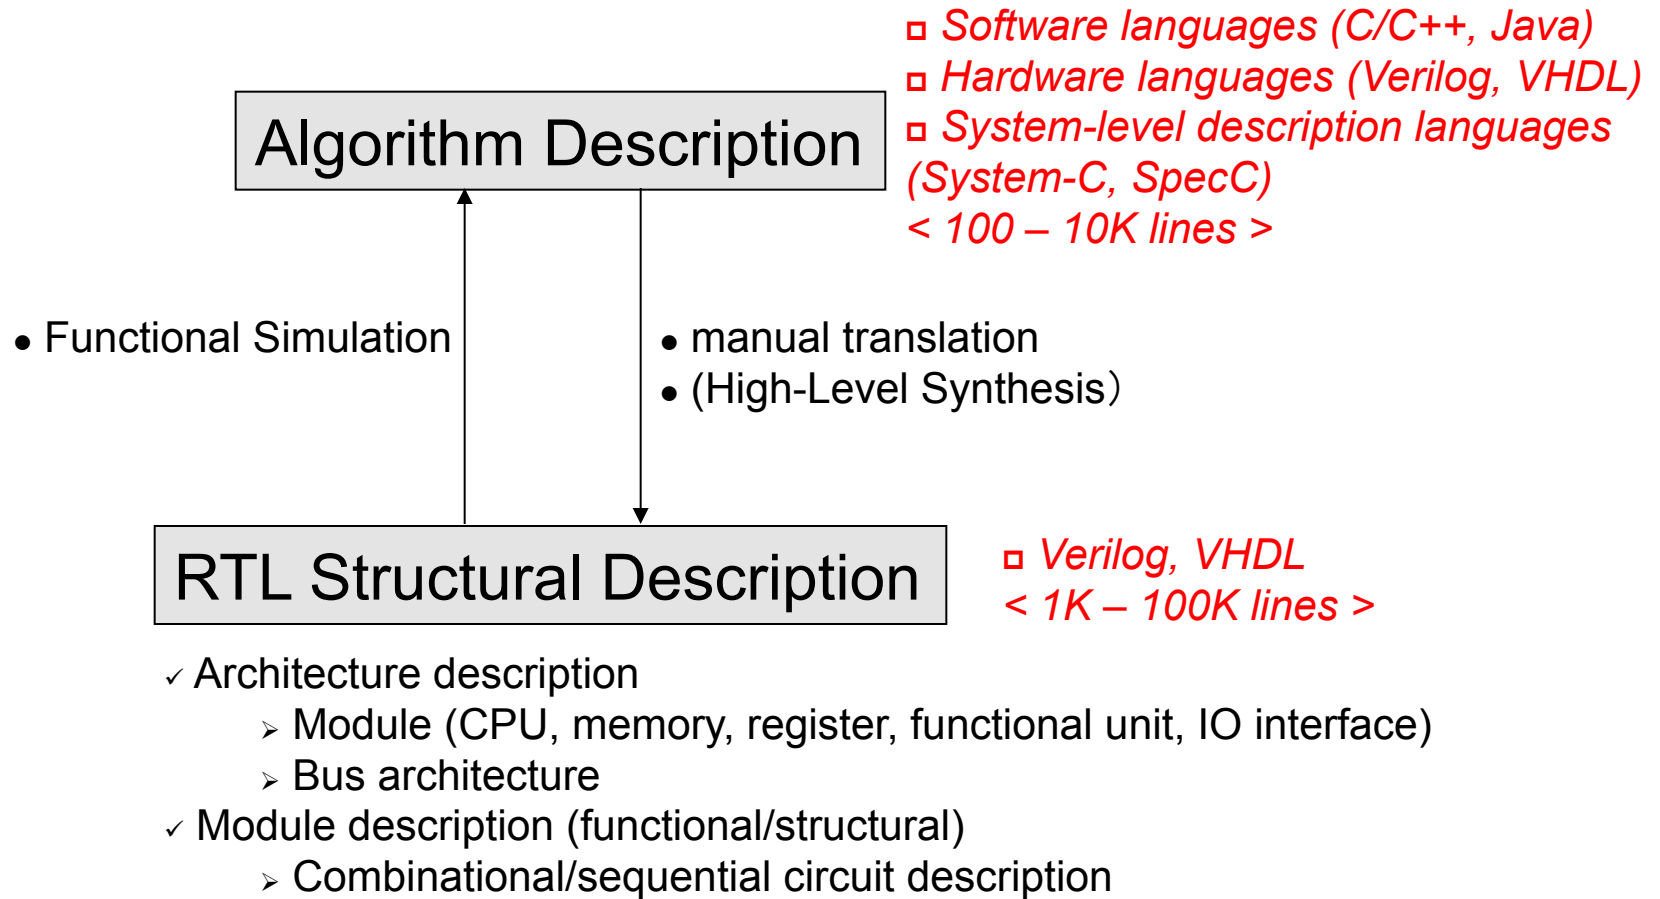 □ Software languages (C/C++, Java)
□ Hardware languages (Verilog, VHDL)
□ System-level description languages
(System-C, SpecC)
< 100 – 10K lines >
Algorithm Description
● Functional Simulation
● manual translation
● (High-Level Synthesis）
RTL Structural Description
□ Verilog, VHDL
< 1K – 100K lines >
✓ Architecture description
➢ Module (CPU, memory, register, functional unit, IO interface)
➢ Bus architecture
✓ Module description (functional/structural)
➢ Combinational/sequential circuit description